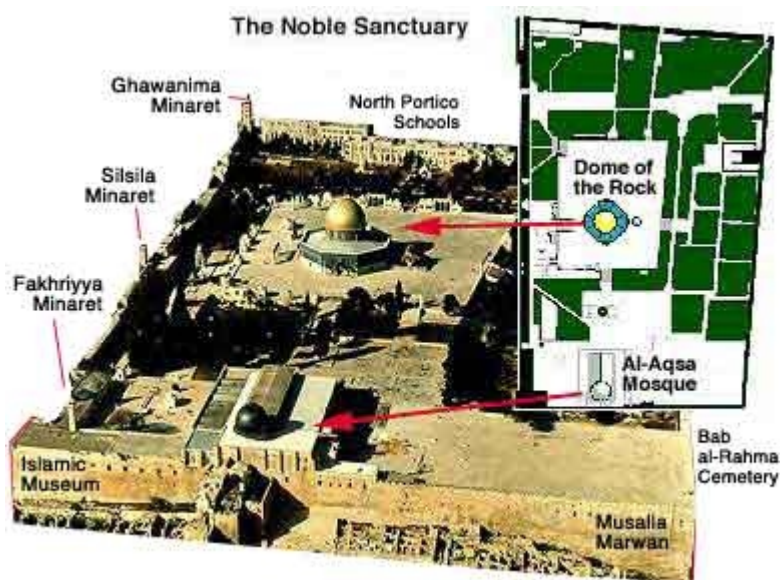 The Noble Sanctuary
Ghawanima
Minaret
North Portico
Schools
Silsila
Minaret
Dome of
the Rock
Fakhriyya
Minaret
Al-Aqsa
Mosque
Islamic
Museum
Bab
al-Rahma
Cemetery
Musalla
Marwan